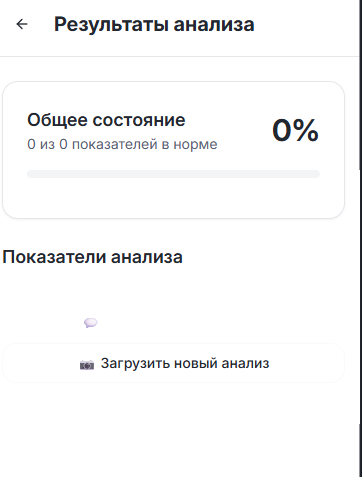 Результаты анализа
Общее состояние
0 из 0 показателей в норме
0%
Показатели анализа
Загрузить новый анализ